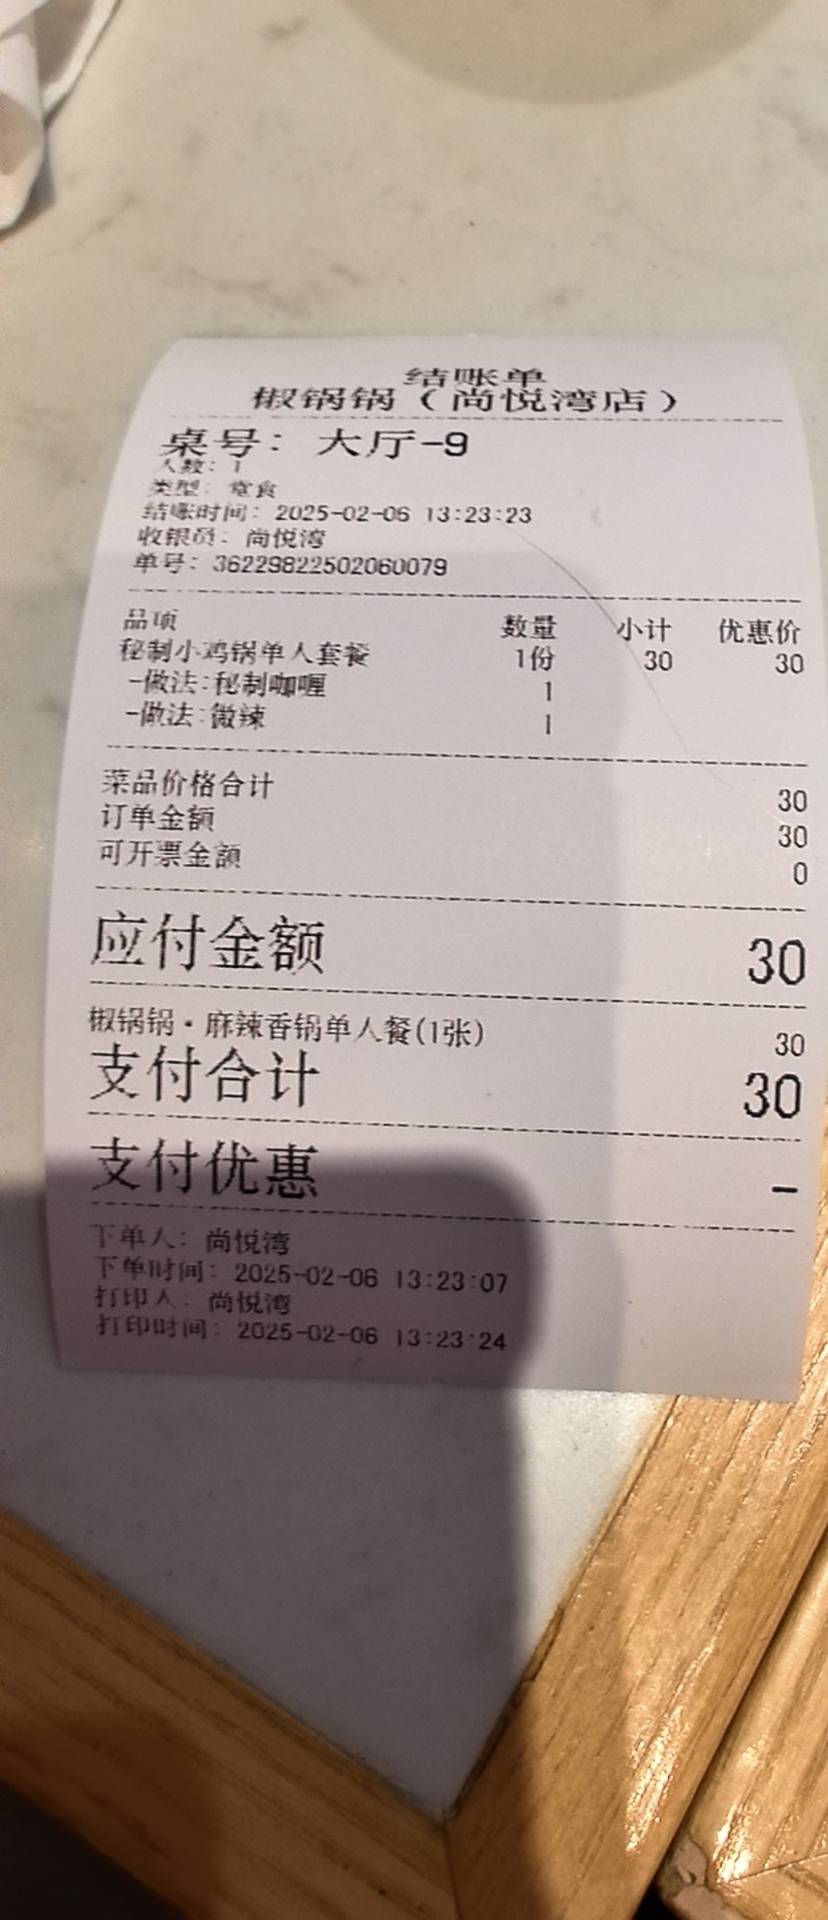 结账单
椒锅锅（尚悦湾店）
桌号：大厅-9
人数：1
类型：堂食
结账时间：2025-02-06 13:23:23
收银员：尚悦湾
单号：36229822502060079
品项 数量 小计 优惠价
秘制小鸡锅单人套餐 1份 30 30
-做法:秘制咖喱 1
-做法:微辣 1
菜品价格合计 30
订单金额 30
可开票金额 0
应付金额 30
椒锅锅·麻辣香锅单人餐(1张) 30
支付合计 30
支付优惠 -
下单人：尚悦湾
下单时间：2025-02-06 13:23:07
打印人：尚悦湾
打印时间：2025-02-06 13:23:24